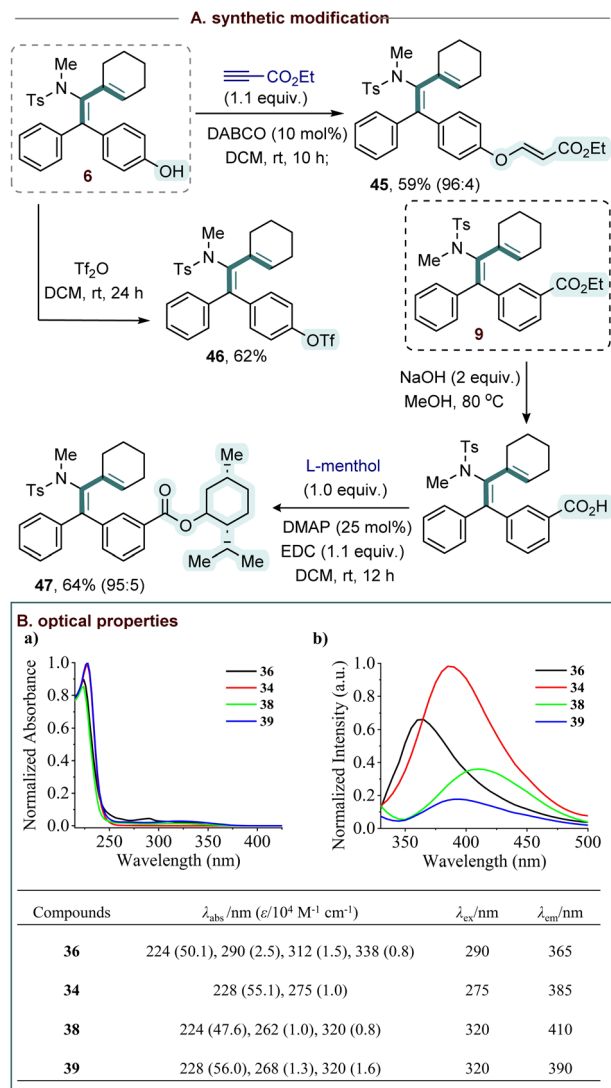 A. synthetic modification
Me
N
Ts
6
OH
CO2Et
(1.1 equiv.)
DABCO (10 mol%)
DCM, rt, 10 h;
Me
N
Ts
O
CO2Et
45, 59% (96:4)
Tf2O
DCM, rt, 24 h
Me
N
Ts
OTf
46, 62%
Ts
N
Me
CO2Et
9
NaOH (2 equiv.)
MeOH, 80 °C
Ts
N
Me
CO2H
L-menthol
(1.0 equiv.)
DMAP (25 mol%)
EDC (1.1 equiv.)
DCM, rt, 12 h
Me
N
Ts
O
O
Me
Me
Me
47, 64% (95:5)
B. optical properties
a)
Normalized Absorbance
1.0
0.8
0.6
0.4
0.2
0.0
250
300
350
400
Wavelength (nm)
36
34
38
39
b)
Normalized Intensity (a.u.)
1.0
0.8
0.6
0.4
0.2
0.0
350
400
450
500
Wavelength (nm)
36
34
38
39
Compounds λabs/nm (ε/10⁴ M⁻¹ cm⁻¹) λex/nm λem/nm
36 224 (50.1), 290 (2.5), 312 (1.5), 338 (0.8) 290 365
34 228 (55.1), 275 (1.0) 275 385
38 224 (47.6), 262 (1.0), 320 (0.8) 320 410
39 228 (56.0), 268 (1.3), 320 (1.6) 320 390